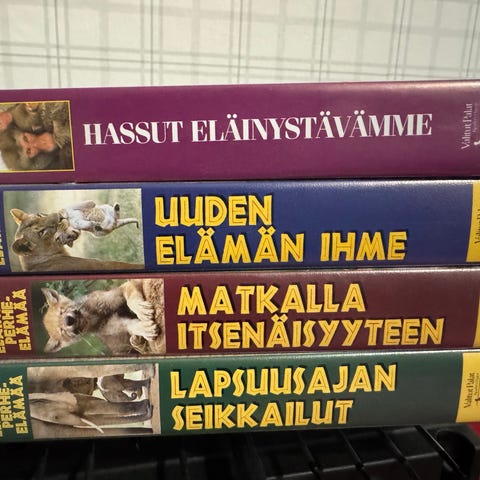 HASSUT ELÄINYSTÄVÄMME
Valitut Palat
UUDEN
ELÄMÄN IHME
PERHE-
ELÄMÄÄ
MATKALLA
ITSENÄISYYTEEN
PERHE-
ELÄMÄÄ
LAPSUUSAJAN
SEIKKAILUT
Valitut Palat